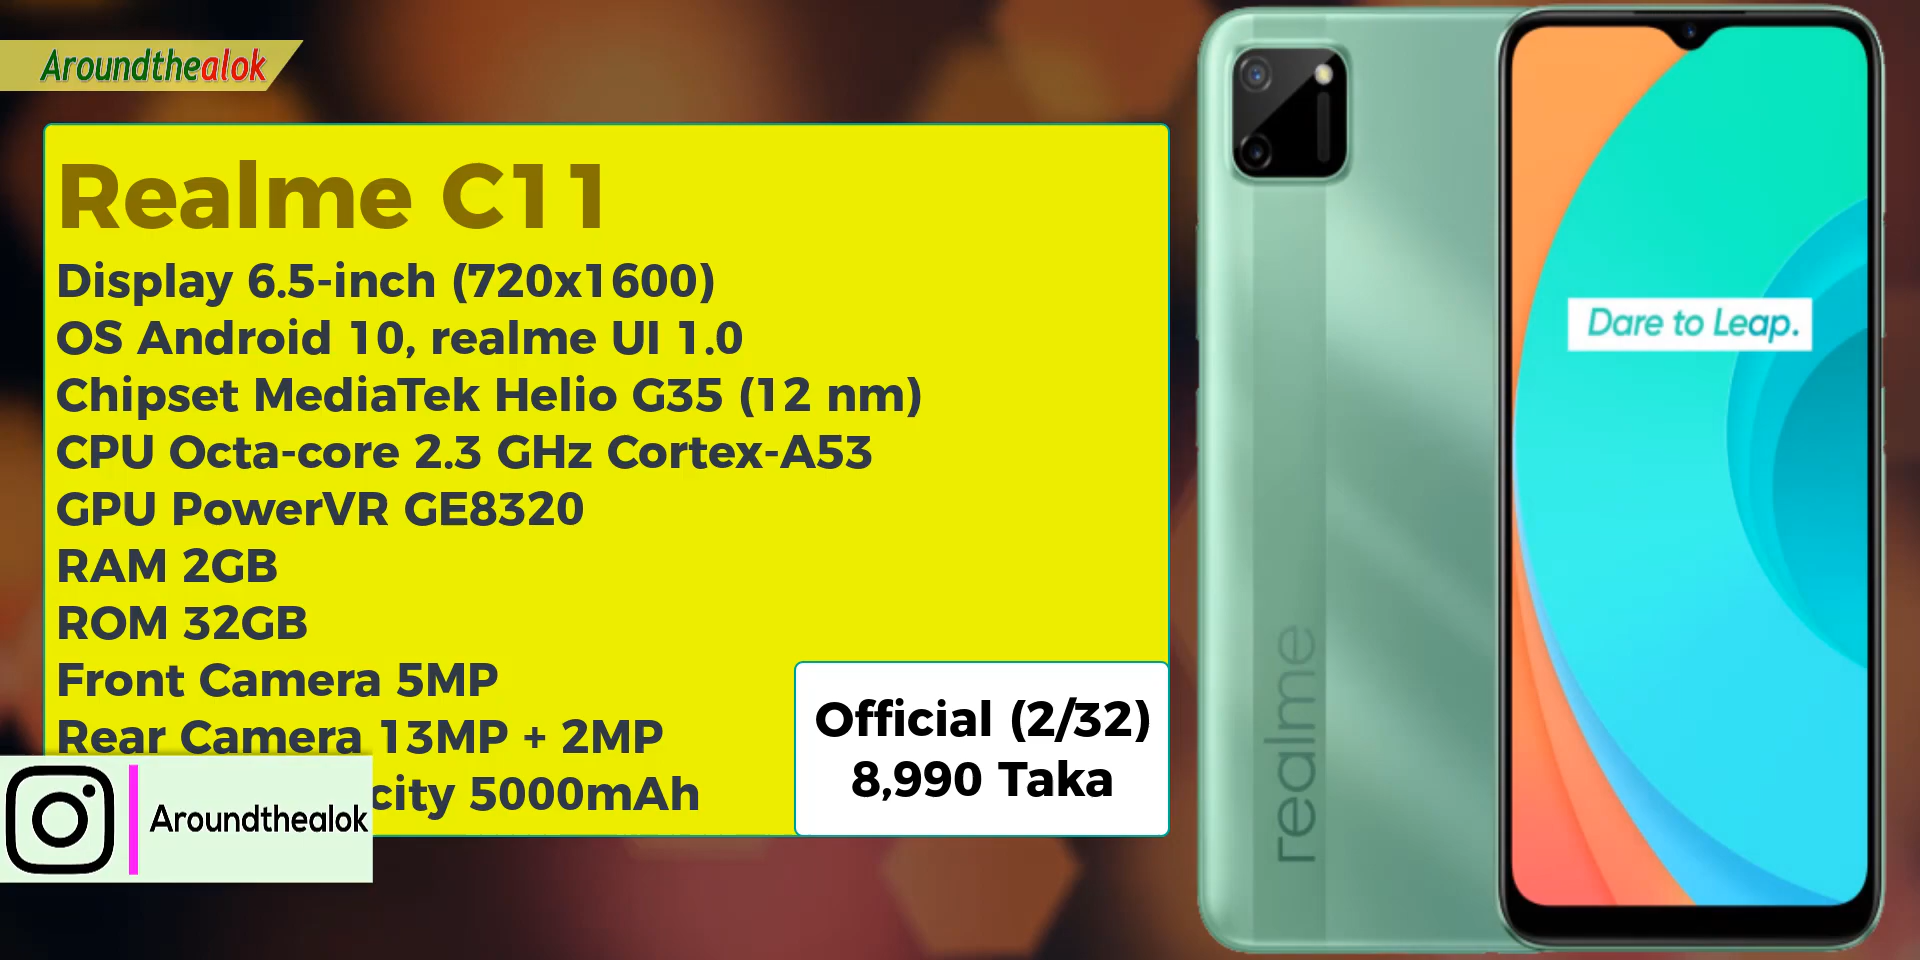 Aroundthealok
Realme C11
Display 6.5-inch (720x1600)
OS Android 10, realme UI 1.0
Chipset MediaTek Helio G35 (12 nm)
CPU Octa-core 2.3 GHz Cortex-A53
GPU PowerVR GE8320
RAM 2GB
ROM 32GB
Front Camera 5MP
Rear Camera 13MP + 2MP
5000mAh
Official (2/32)
8,990 Taka
Aroundthealok
realme
Dare to Leap.